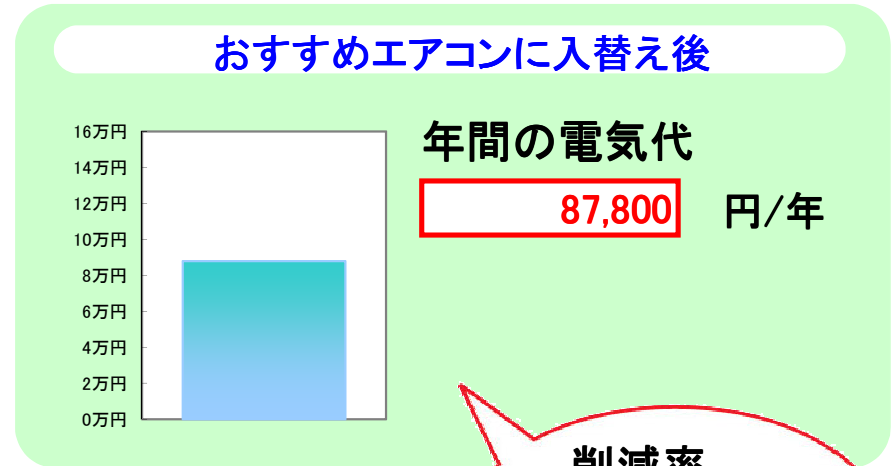 おすすめエアコンに入替え後
16万円
14万円
12万円
10万円
8万円
6万円
4万円
2万円
0万円
年間の電気代
87,800 円/年
削減率